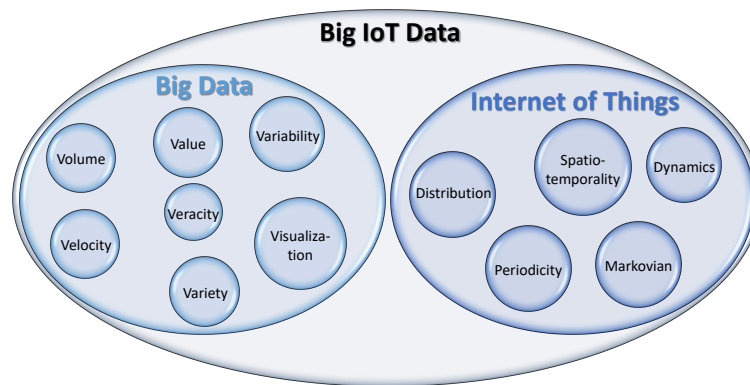 Big IoT Data
Big Data
Volume
Value
Variability
Velocity
Veracity
Visualiza-
tion
Variety
Internet of Things
Distribution
Spatio-
temporality
Dynamics
Periodicity
Markovian